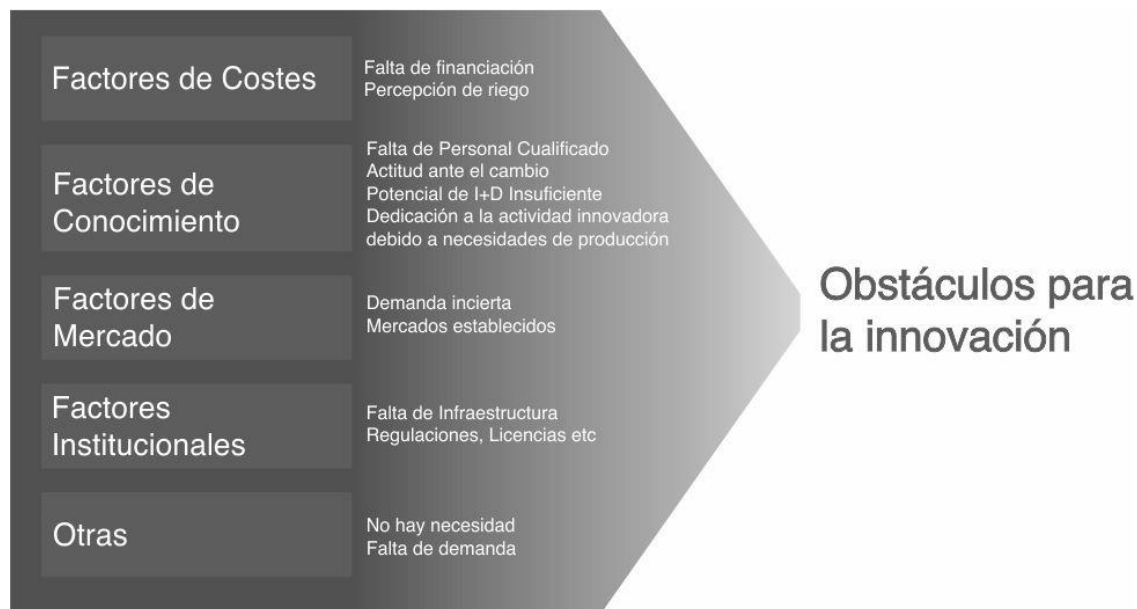 Factores de Costes
Falta de financiación
Percepción de riego
Factores de
Conocimiento
Falta de Personal Cualificado
Actitud ante el cambio
Potencial de I+D Insuficiente
Dedicación a la actividad innovadora
debido a necesidades de producción
Factores de
Mercado
Demanda incierta
Mercados establecidos
Factores
Institucionales
Falta de Infraestructura
Regulaciones, Licencias etc
Otras
No hay necesidad
Falta de demanda
Obstáculos para
la innovación